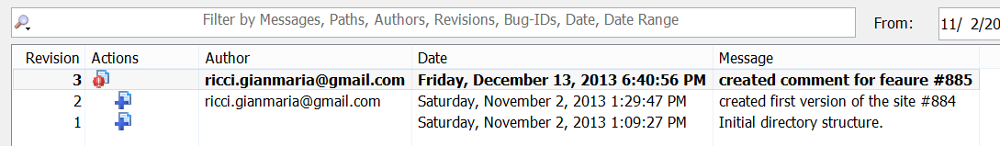 Filter by Messages, Paths, Authors, Revisions, Bug-IDs, Date, Date Range From: 11/ 2/20
Revision Actions Author Date Message
3 ricci.gianmaria@gmail.com Friday, December 13, 2013 6:40:56 PM created comment for feaure #885
2 ricci.gianmaria@gmail.com Saturday, November 2, 2013 1:29:47 PM created first version of the site #884
1 Saturday, November 2, 2013 1:09:27 PM Initial directory structure.